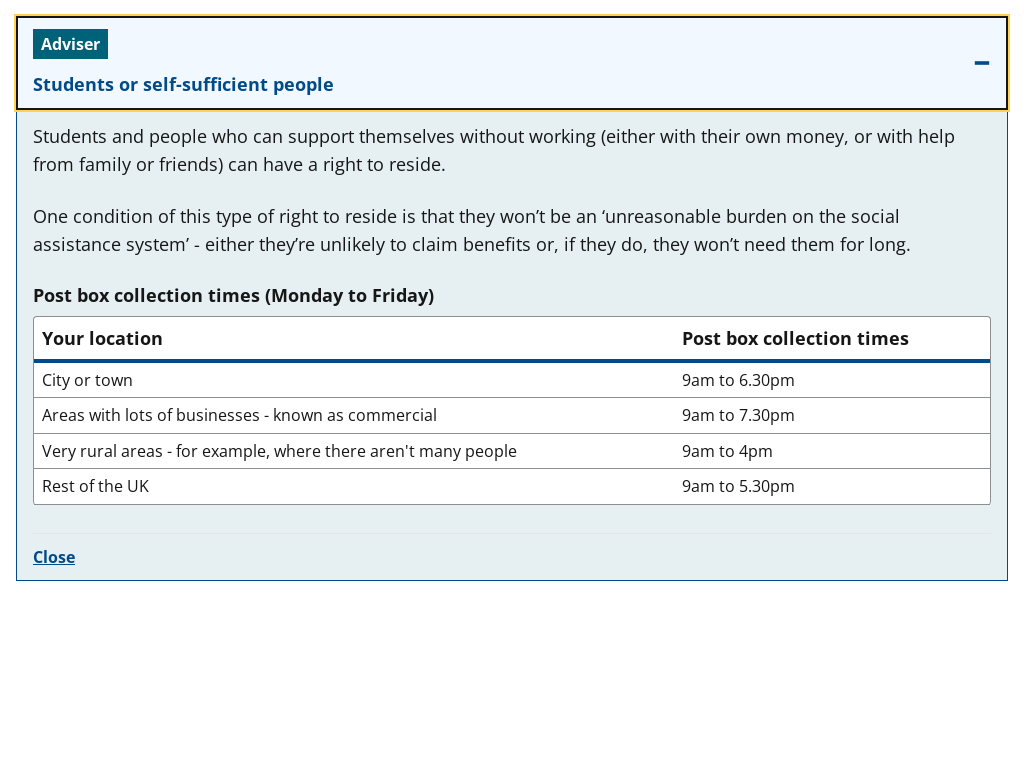 Adviser
Students or self-sufficient people
Students and people who can support themselves without working (either with their own money, or with help
from family or friends) can have a right to reside.
One condition of this type of right to reside is that they won’t be an ‘unreasonable burden on the social
assistance system’ - either they’re unlikely to claim benefits or, if they do, they won’t need them for long.
Post box collection times (Monday to Friday)
Your location Post box collection times
City or town 9am to 6.30pm
Areas with lots of businesses - known as commercial 9am to 7.30pm
Very rural areas - for example, where there aren't many people 9am to 4pm
Rest of the UK 9am to 5.30pm
Close